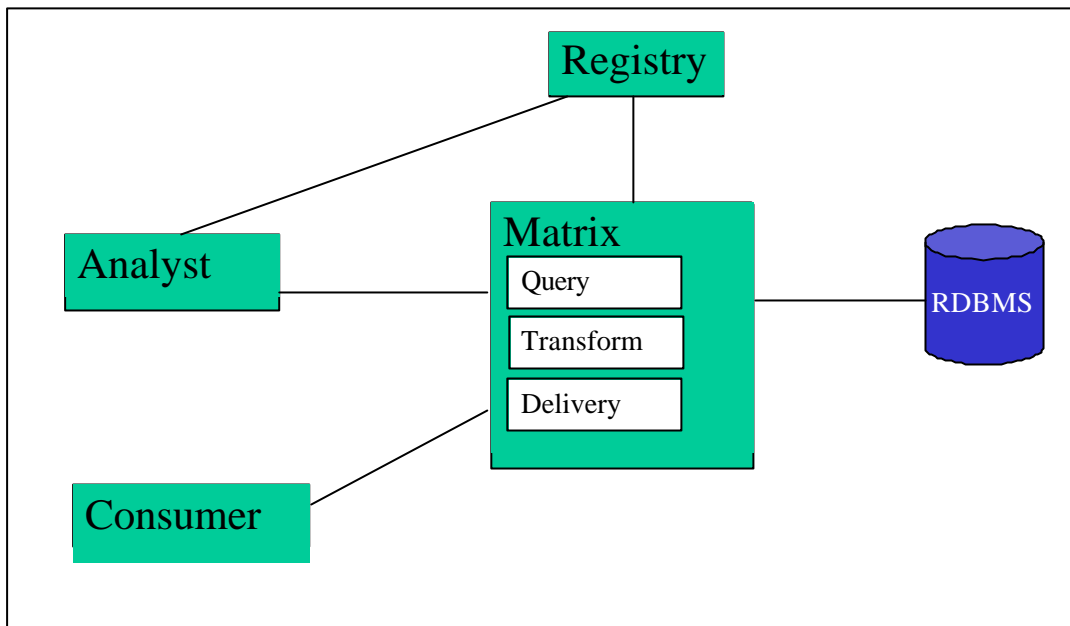 Registry
Analyst
Matrix
Query
Transform
Delivery
RDBMS
Consumer